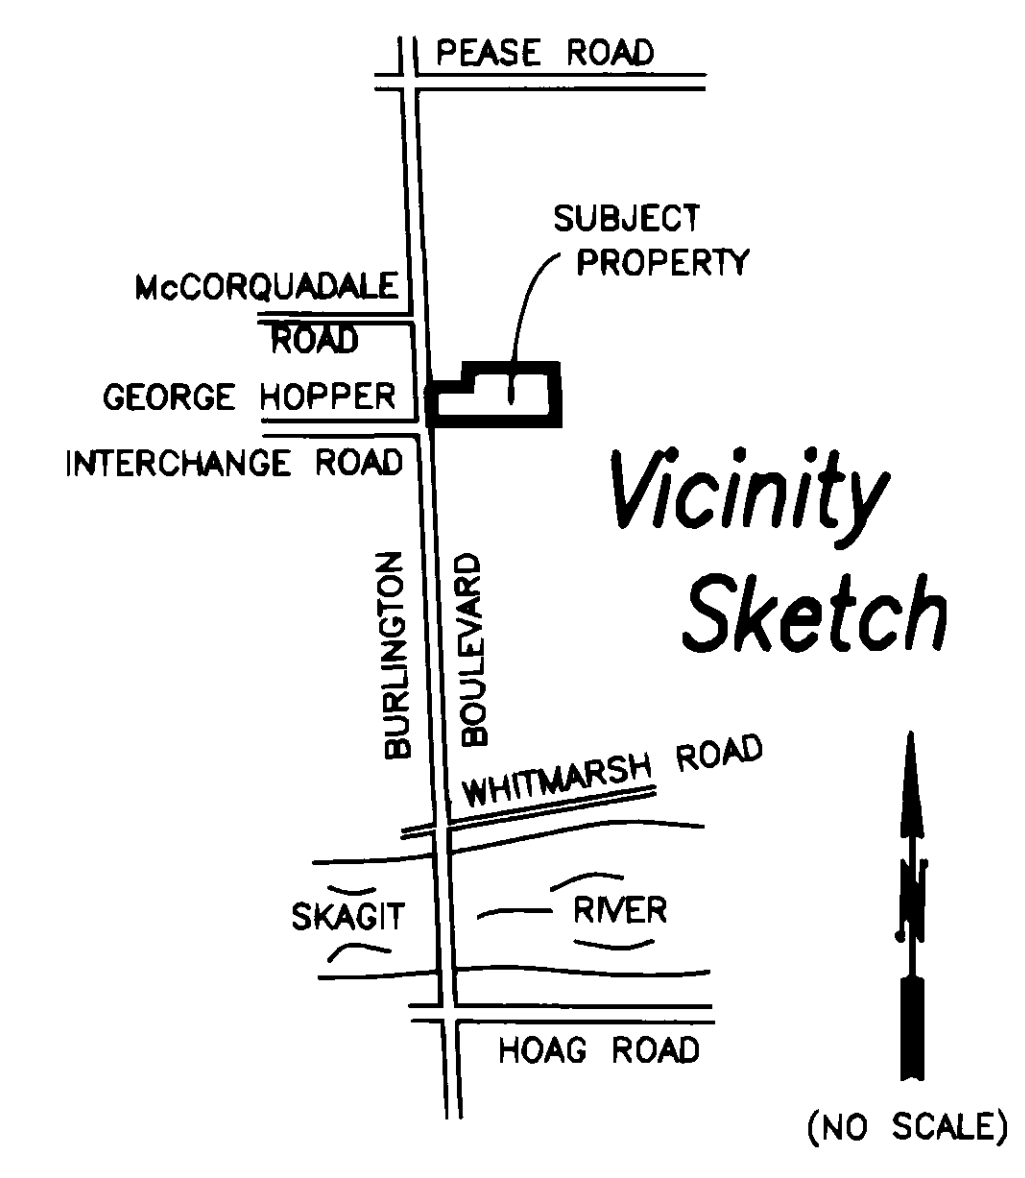 PEASE ROAD
SUBJECT
PROPERTY
McCORQUADALE
ROAD
GEORGE HOPPER
INTERCHANGE ROAD
Vicinity
Sketch
BURLINGTON
BOULEVARD
WHITMARSH ROAD
SKAGIT
RIVER
N
HOAG ROAD
(NO SCALE)